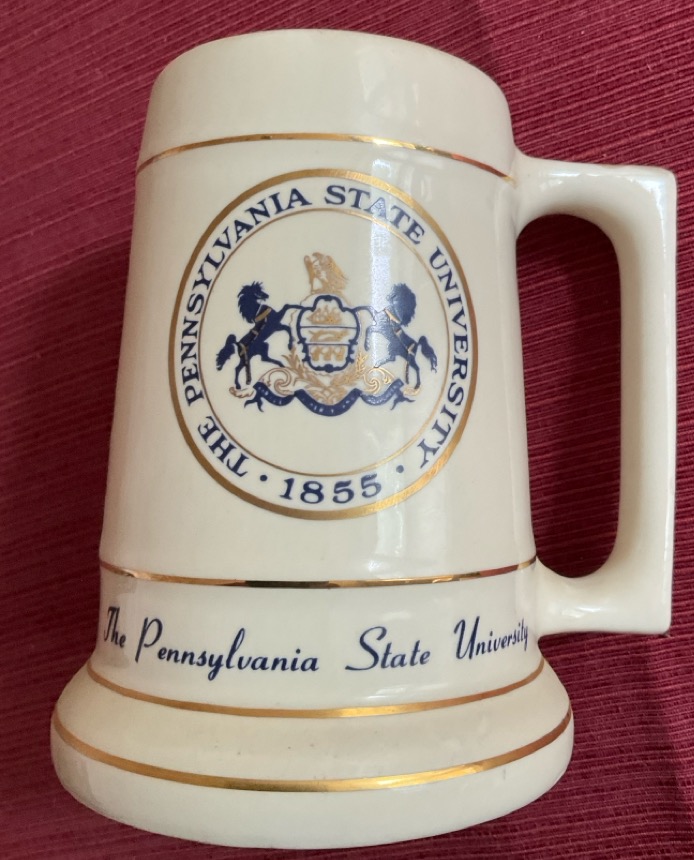 THE PENNSYLVANIA STATE UNIVERSITY
· 1855 ·
The Pennsylvania State University